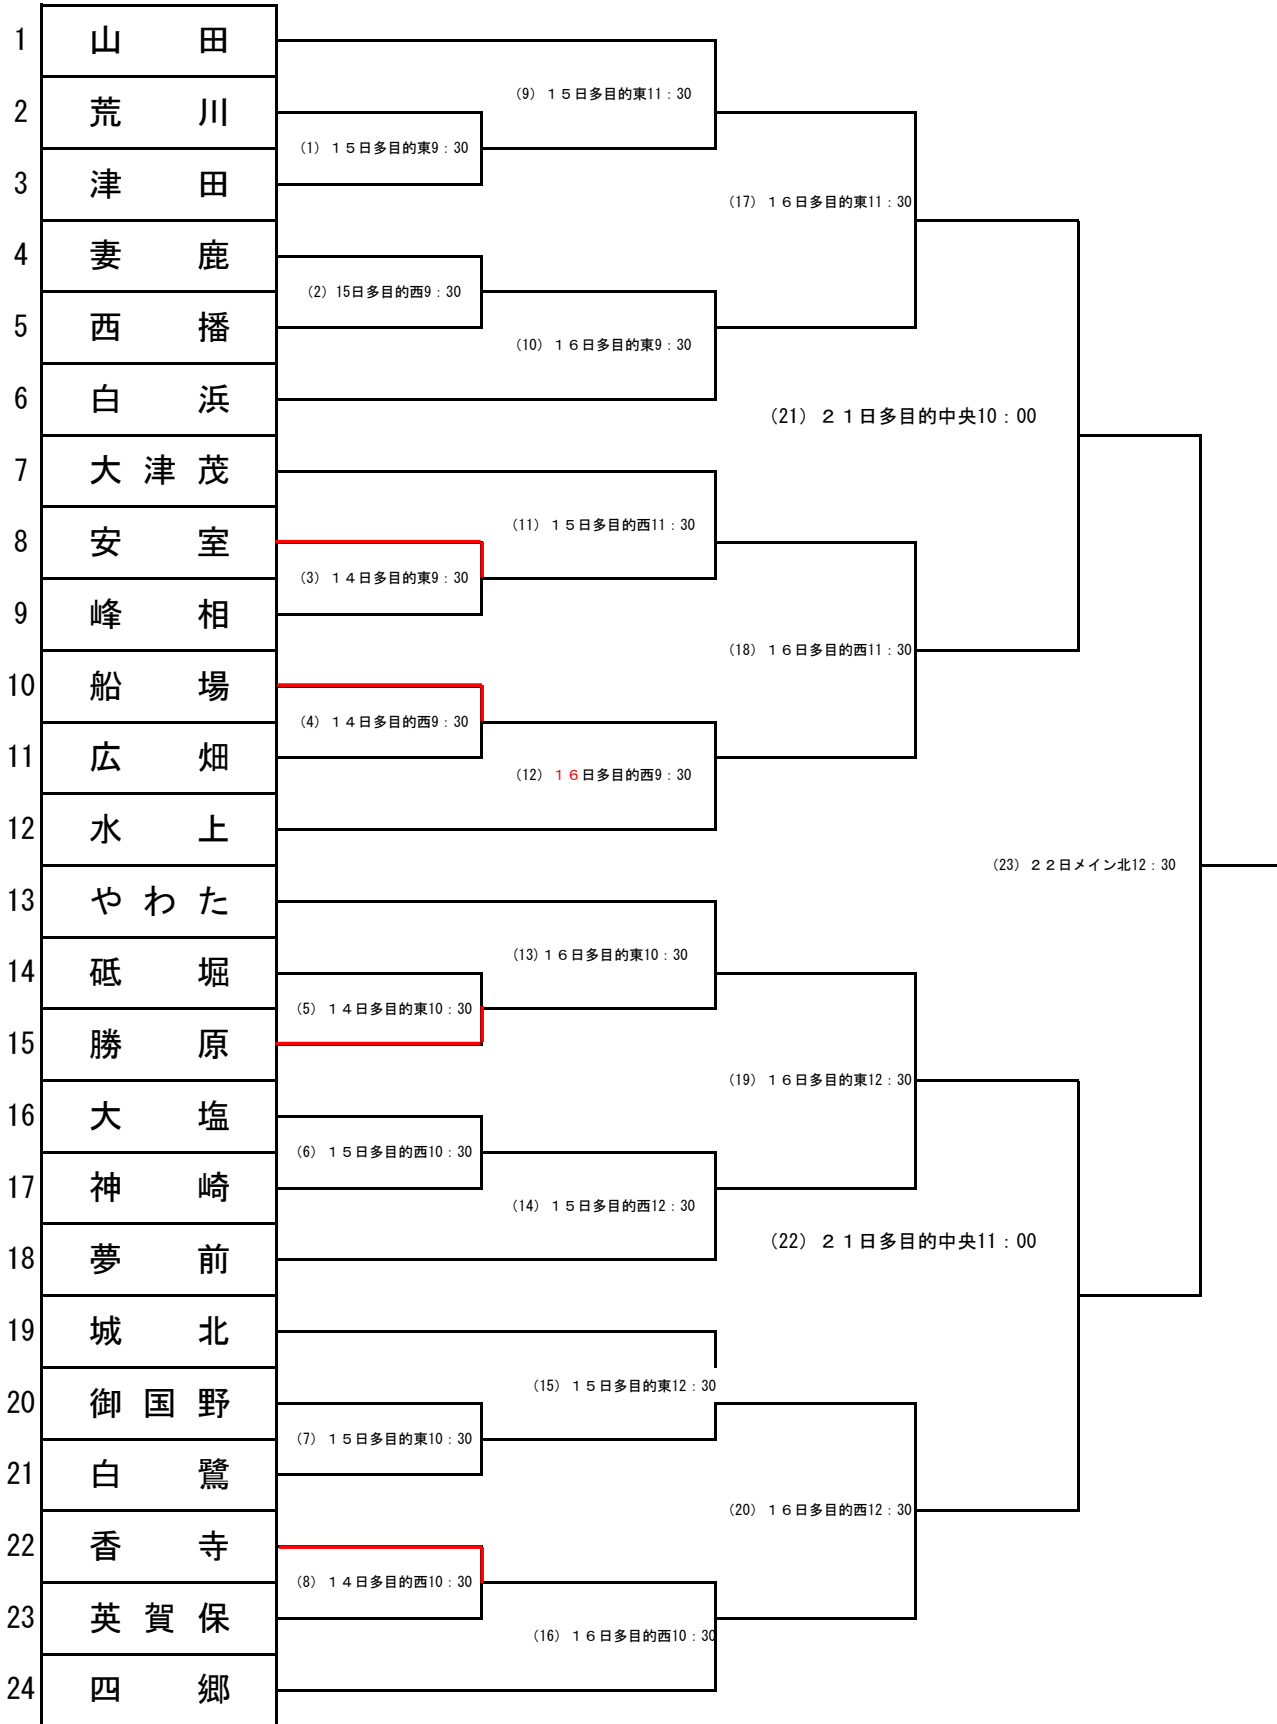 1 山田
(9) 15日多目的東11:30
2 荒川
(1) 15日多目的東9:30
3 津田
(17) 16日多目的東11:30
4 妻鹿
(2) 15日多目的西9:30
5 西播
(10) 16日多目的東9:30
6 白浜
(21) 21日多目的中央10:00
7 大津茂
(11) 15日多目的西11:30
8 安室
(3) 14日多目的東9:30
9 峰相
(18) 16日多目的西11:30
10 船場
(4) 14日多目的西9:30
11 広畑
(12) 16日多目的西9:30
12 水上
(23) 22日メイン北12:30
13 やわた
(13) 16日多目的東10:30
14 砥堀
(5) 14日多目的東10:30
15 勝原
(19) 16日多目的東12:30
16 大塩
(6) 15日多目的西10:30
17 神崎
(14) 15日多目的西12:30
(22) 21日多目的中央11:00
18 夢前
19 城北
(15) 15日多目的東12:30
20 御国野
(7) 15日多目的東10:30
21 白鷺
(20) 16日多目的西12:30
22 香寺
(8) 14日多目的西10:30
23 英賀保
(16) 16日多目的西10:30
24 四郷